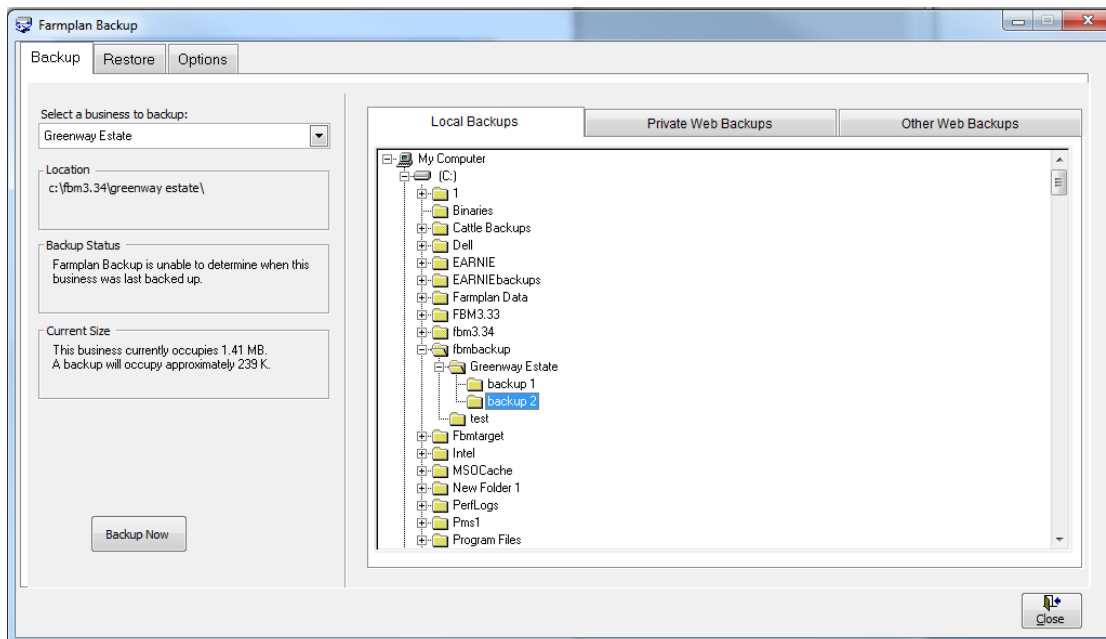 Farmplan Backup
Backup
Restore
Options
Select a business to backup:
Greenway Estate
Location
c:\fbm3.34\greenway estate\
Backup Status
Farmplan Backup is unable to determine when this
business was last backed up.
Current Size
This business currently occupies 1.41 MB.
A backup will occupy approximately 239 K.
Backup Now
Local Backups
Private Web Backups
Other Web Backups
My Computer
(C:)
1
Binaries
Cattle Backups
Dell
EARNIE
EARNIEbackups
Farmplan Data
FBM3.33
fbm3.34
fbmbackup
Greenway Estate
backup 1
backup 2
test
Fbmtarget
Intel
MSOCache
New Folder 1
PerfLogs
Pms1
Program Files
Close